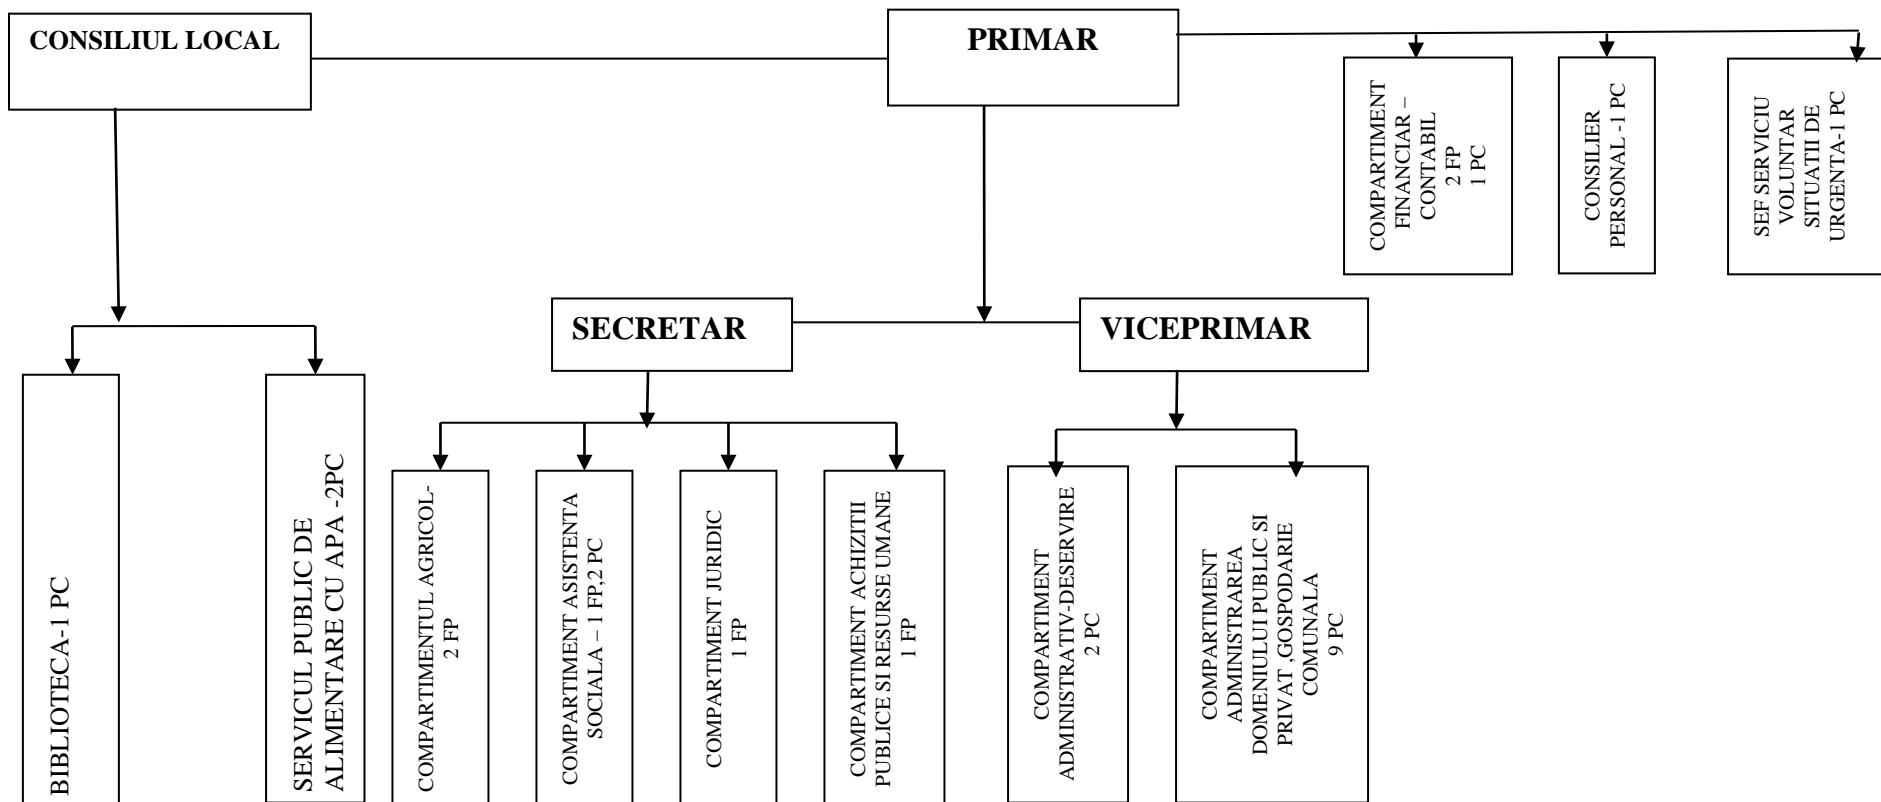 CONSILIUL LOCAL
PRIMAR
COMPARTIMENT
FINANCIAR –
CONTABIL
2 FP
1 PC
CONSILIER
PERSONAL -1 PC
SEF SERVICIU
VOLUNTAR
SITUATII DE
URGENTA-1 PC
SECRETAR
VICEPRIMAR
BIBLIOTECA-1 PC
SERVICUL PUBLIC DE
ALIMENTARE CU APA -2PC
COMPARTIMENTUL AGRICOL-
2 FP
COMPARTIMENT ASISTENTA
SOCIALA – 1 FP,2 PC
COMPARTIMENT JURIDIC
1 FP
COMPARTIMENT ACHIZITII
PUBLICE SI RESURSE UMANE
1 FP
COMPARTIMENT
ADMINISTRATIV-DESERVIRE
2 PC
COMPARTIMENT
ADMINISTRAREA
DOMENIULUI PUBLIC SI
PRIVAT ,GOSPODARIE
COMUNALA
9 PC